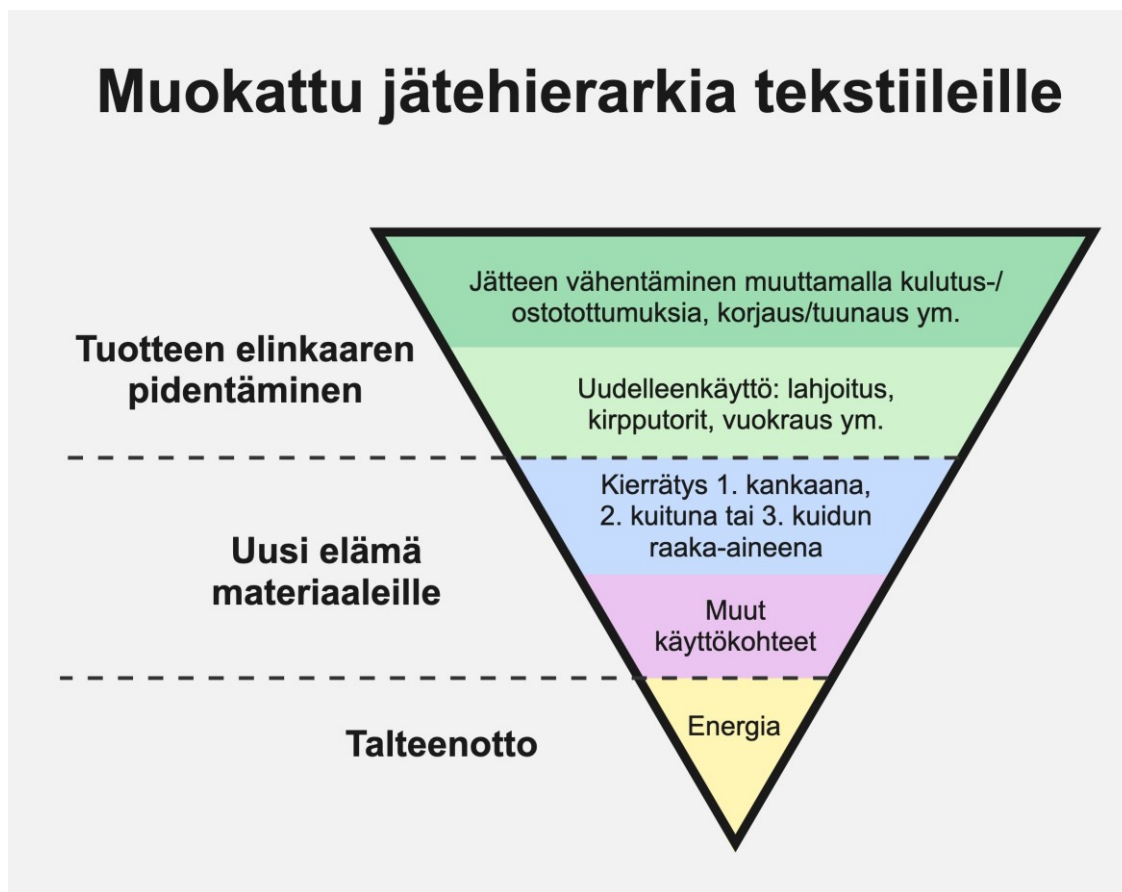 Muokattu jätehierarkia tekstiileille
Jätteen vähentäminen muuttamalla kulutus-/
ostotottumuksia, korjaus/tuunaus ym.
Tuotteen elinkaaren
pidentäminen
Uudelleenkäyttö: lahjoitus,
kirpputorit, vuokraus ym.
Kierrätys 1. kankaana,
2. kuituna tai 3. kuidun
raaka-aineena
Uusi elämä
materiaaleille
Muut
käyttökohteet
Talteenotto
Energia